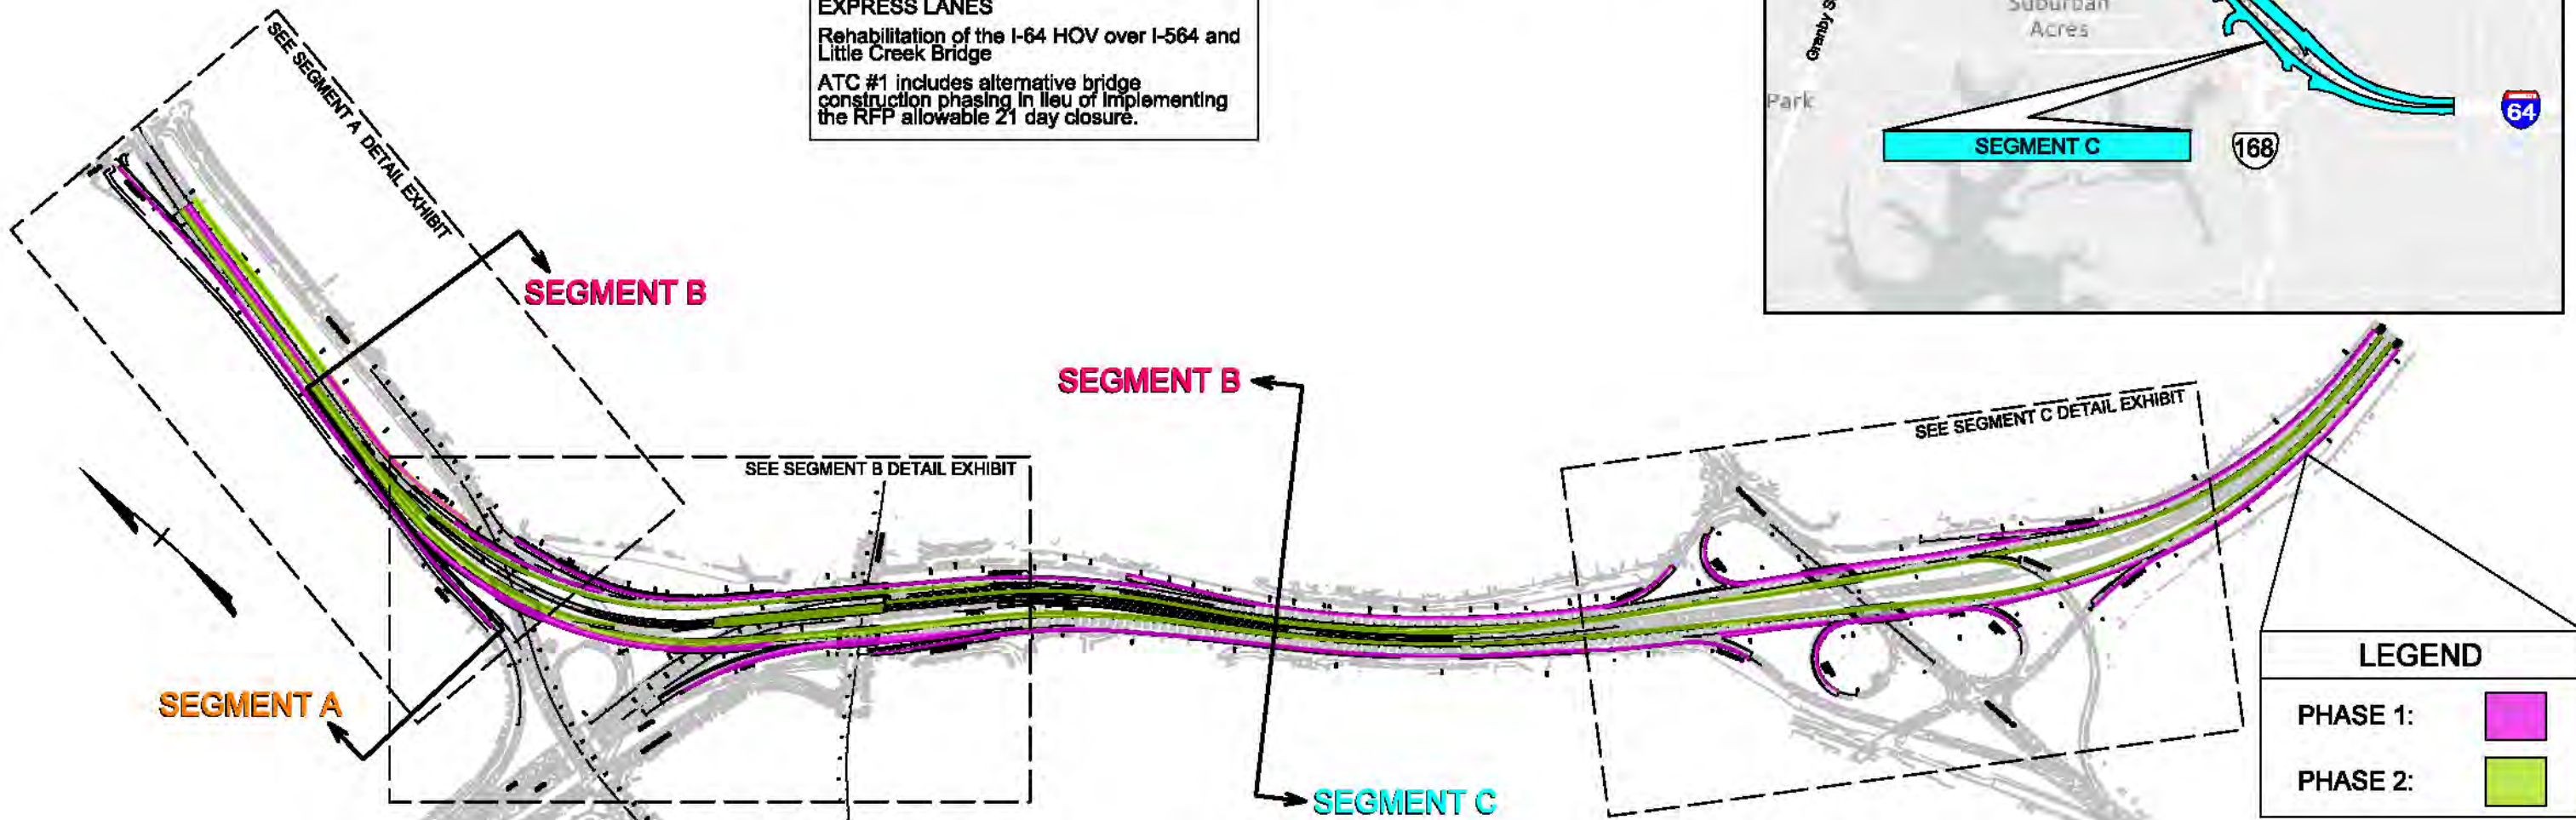 EXPRESS LANES
Rehabilitation of the I-64 HOV over I-564 and
Little Creek Bridge
ATC #1 includes alternative bridge
construction phasing in lieu of implementing
the RFP allowable 21 day closure.
Suburban
Acres
Granby S
Park
64
SEGMENT C
168
SEE SEGMENT A DETAIL EXHIBIT
SEGMENT B
SEGMENT B
SEE SEGMENT B DETAIL EXHIBIT
SEE SEGMENT C DETAIL EXHIBIT
SEGMENT A
SEGMENT C
LEGEND
PHASE 1:
PHASE 2: